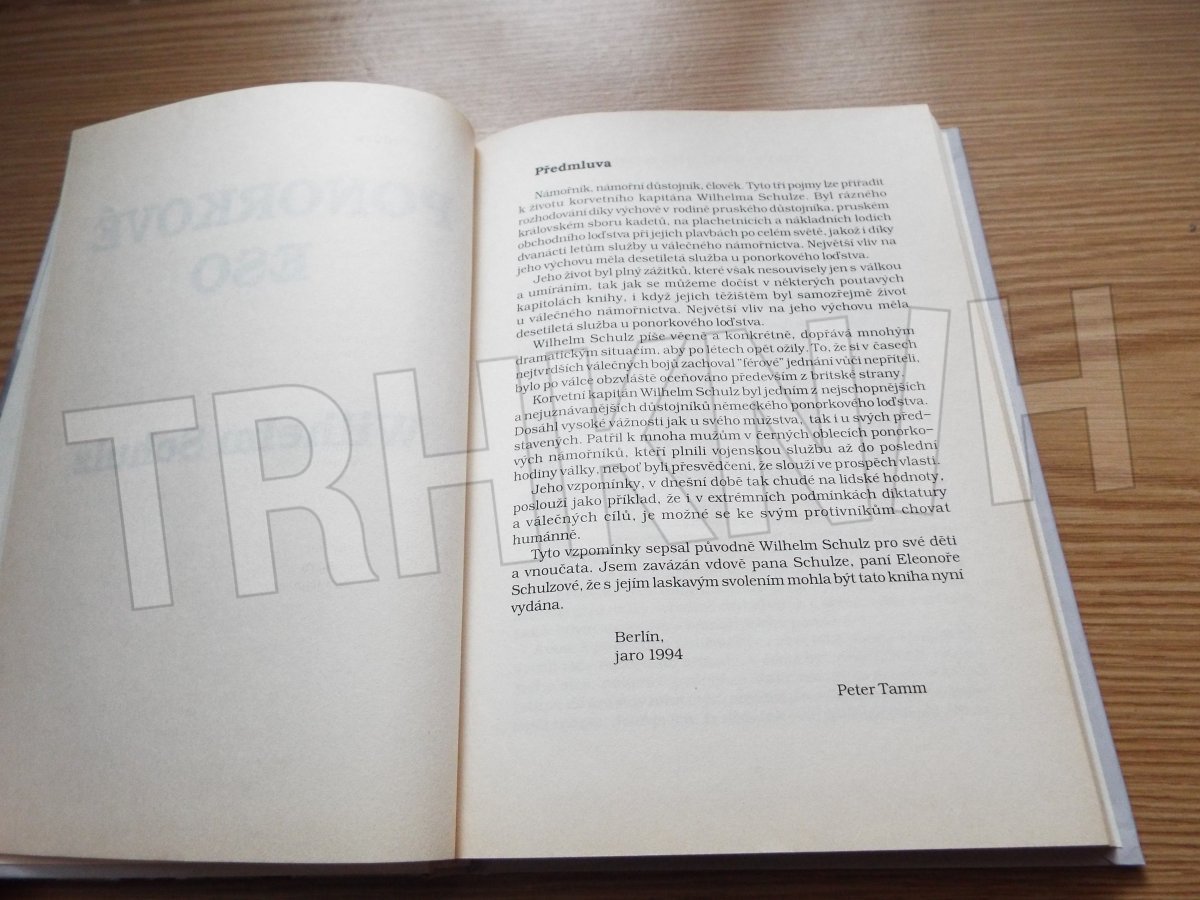 PONORKOVÉ
ESO
Předmluva
Námořník, námořní důstojník, člověk. Tyto tři pojmy lze přiřadit
k životu korvetního kapitána Wilhelma Schulze. Byl rázného
rozhodování díky výchově v rodině pruského důstojníka, pruském
královském sboru kadetů, na plachetnicích a nákladních lodích
obchodního loďstva při jejich plavbách po celém světě, jakož i díky
dvanácti letům služby u válečného námořnictva. Největší vliv na
jeho výchovu měla desetiletá služba u ponorkového loďstva.
Jeho život byl plný zážitků, které však nesouvisely jen s válkou
a umíráním, tak jak se můžeme dočíst v některých poutavých
kapitolách knihy, i když jejich těžištěm byl samozřejmě život
u válečného námořnictva. Největší vliv na jeho výchovu měla
desetiletá služba u ponorkového loďstva.
Wilhelm Schulz píše věcně a konkrétně, dopřává mnohým
dramatickým situacím, aby po létech opět ožily. To, že si v časech
nejtvrdších válečných bojů zachoval "férové" jednání vůči nepříteli,
bylo po válce obzvláště oceňováno především z britské strany.
Korvetní kapitán Wilhelm Schulz byl jedním z nejschopnějších
a nejuznávanějších důstojníků německého ponorkového loďstva.
Dosáhl vysoké vážnosti jak u svého mužstva, tak i u svých před-
stavených. Patřil k mnoha mužům v černých oblecích ponorko-
vých námořníků, kteří plnili vojenskou službu až do poslední
hodiny války, neboť byli přesvědčeni, že slouží ve prospěch vlasti.
Jeho vzpomínky, v dnešní době tak chudé na lidské hodnoty,
poslouží jako příklad, že i v extrémních podmínkách diktatury
a válečných cílů, je možné se ke svým protivníkům chovat
humánně.
Tyto vzpomínky sepsal původně Wilhelm Schulz pro své děti
a vnoučata. Jsem zavázán vdově pana Schulze, paní Eleonoře
Schulzové, že s jejím laskavým svolením mohla být tato kniha nyní
vydána.
Berlín,
jaro 1994
Peter Tamm
TRHKNIH